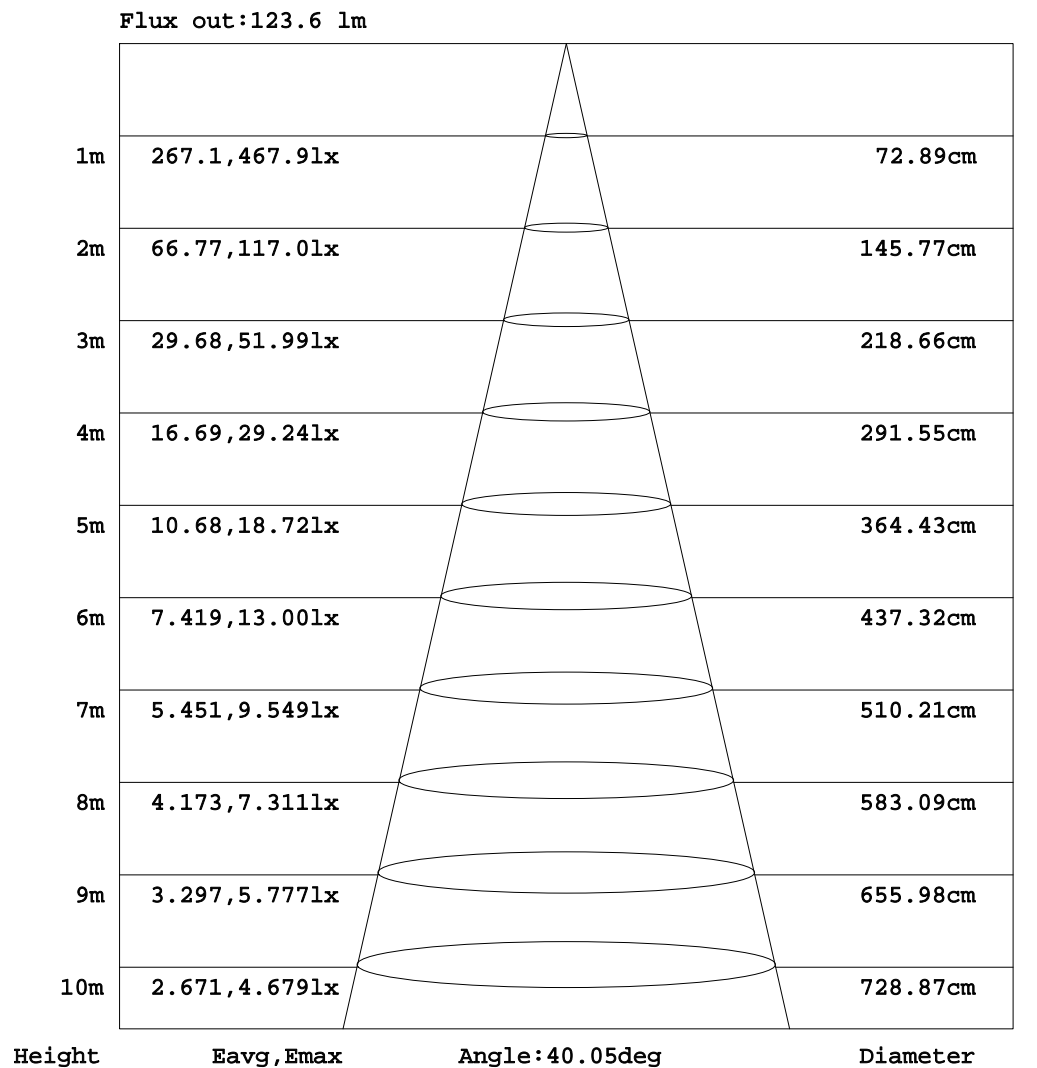 Flux out:123.6 lm
1m 267.1,467.9lx 72.89cm
2m 66.77,117.0lx 145.77cm
3m 29.68,51.99lx 218.66cm
4m 16.69,29.24lx 291.55cm
5m 10.68,18.72lx 364.43cm
6m 7.419,13.00lx 437.32cm
7m 5.451,9.549lx 510.21cm
8m 4.173,7.311lx 583.09cm
9m 3.297,5.777lx 655.98cm
10m 2.671,4.679lx 728.87cm
Height Eavg,Emax Angle:40.05deg Diameter